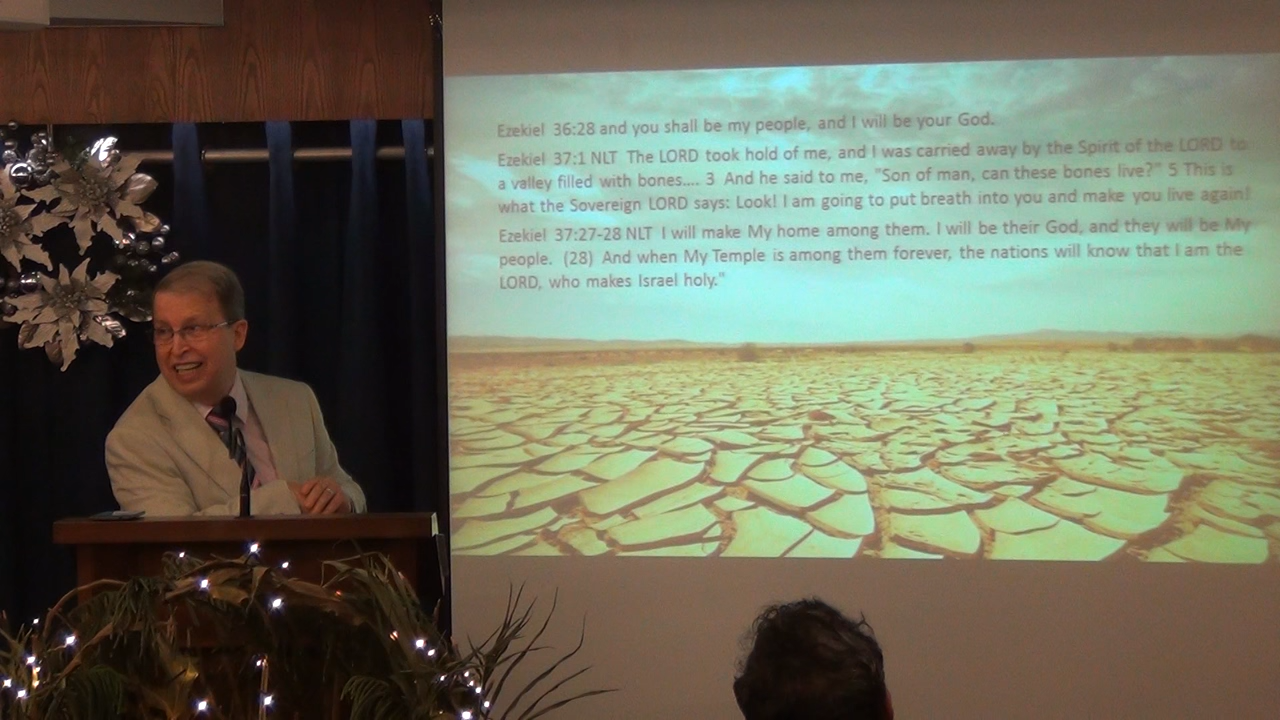 Ezekiel 36:28 and you shall be my people, and I will be your God.
Ezekiel 37:1 NLT The LORD took hold of me, and I was carried away by the Spirit of the LORD to
a valley filled with bones.... 3 And he said to me, "Son of man, can these bones live?" 5 This is
what the Sovereign LORD says: Look! I am going to put breath into you and make you live again!
Ezekiel 37:27-28 NLT I will make My home among them. I will be their God, and they will be My
people. (28) And when My Temple is among them forever, the nations will know that I am the
LORD, who makes Israel holy."